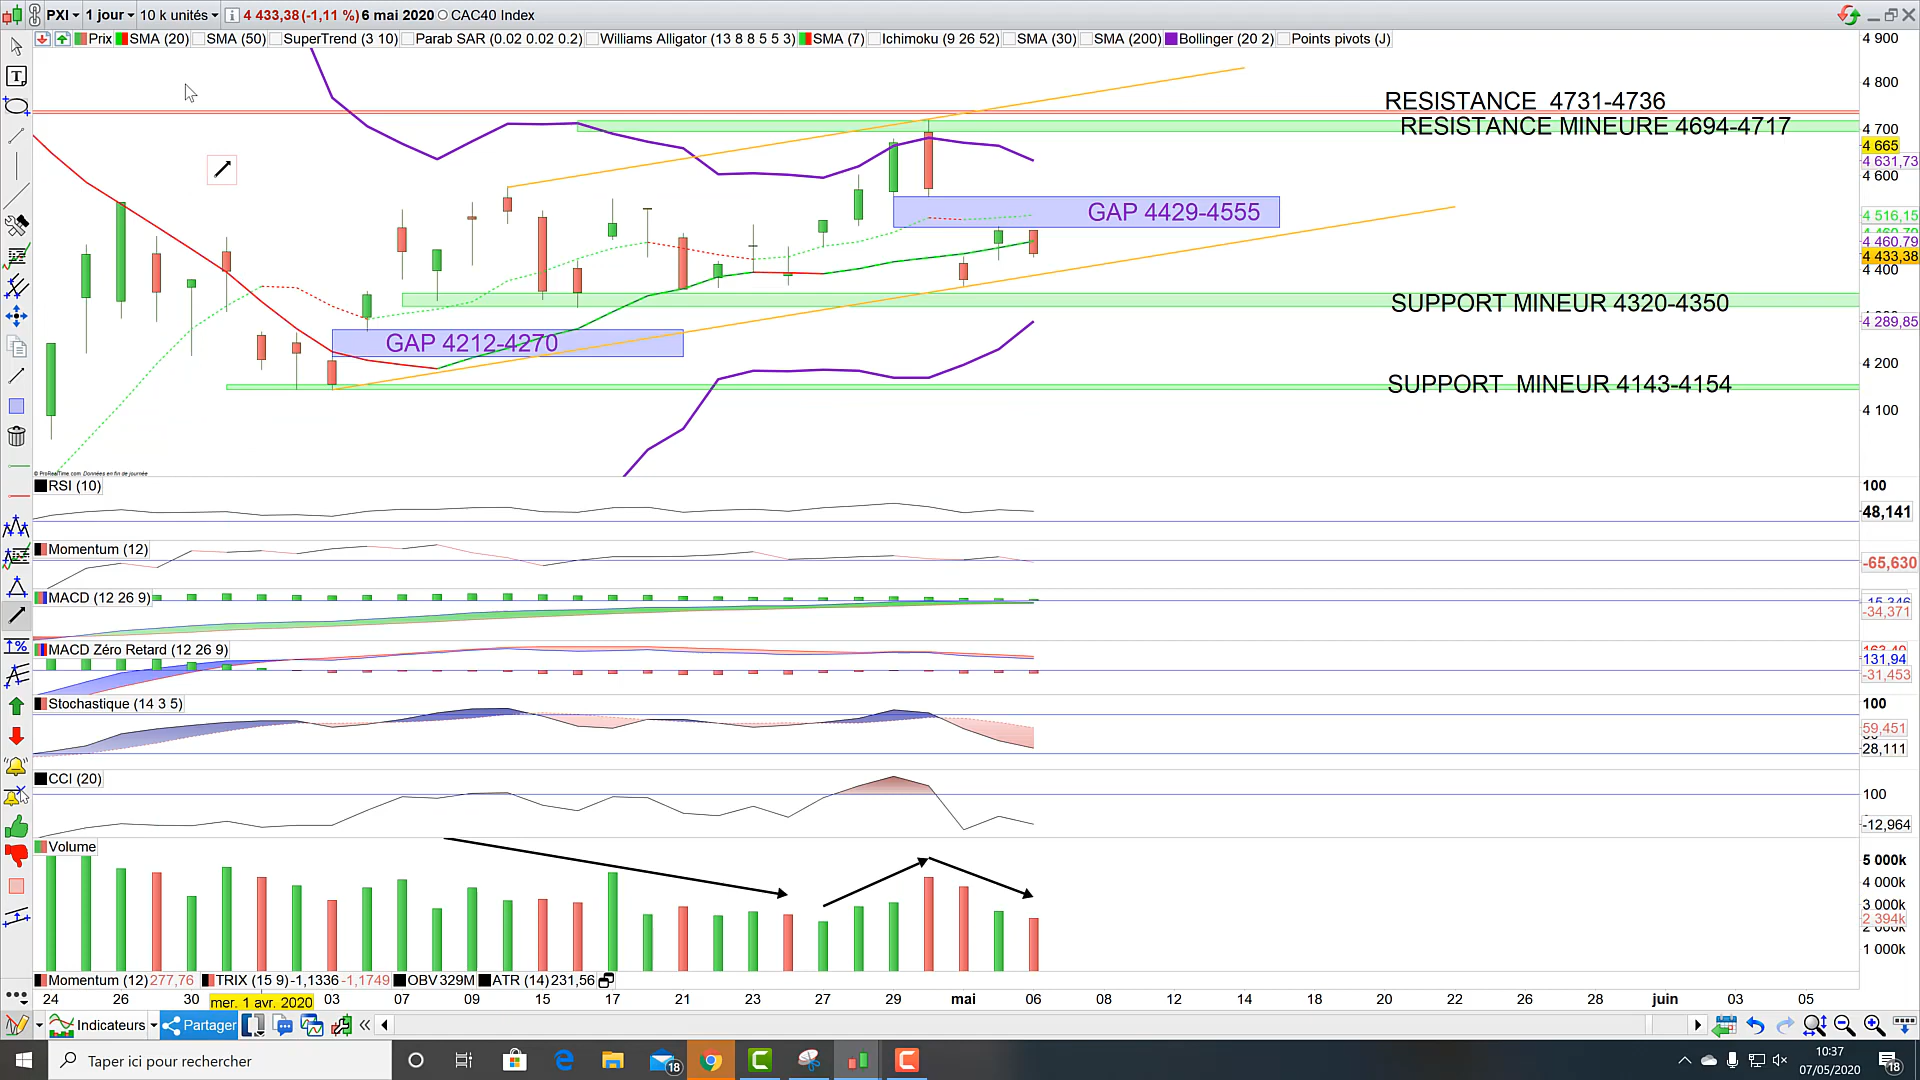 PXI 1 jour 10 k unités 4 433,38 (-1,11 %) 6 mai 2020 CAC40 Index
Prix SMA (20) SMA (50) SuperTrend (3 10) Parab SAR (0.02 0.02 0.2) Williams Alligator (13 8 8 5 5 3) SMA (7) Ichimoku (9 26 52) SMA (30) SMA (200) Bollinger (20 2) Points pivots (J)
4 900
4 800
RESISTANCE 4731-4736
RESISTANCE MINEURE 4694-4717
4 700
4 665
4 631,73
4 600
GAP 4429-4555
4 516,15
4 460,79
4 433,38
4 400
SUPPORT MINEUR 4320-4350
4 289,85
GAP 4212-4270
4 200
SUPPORT MINEUR 4143-4154
4 100
© ProRealTime.com Données en fin de journée
RSI (10)
100
48,141
Momentum (12)
-65,630
MACD (12 26 9)
-34,371
MACD Zéro Retard (12 26 9)
131,94
-31,453
Stochastique (14 3 5)
100
59,451
28,111
CCI (20)
100
-12,964
Volume
5 000k
4 000k
3 000k
2 394k
2 000k
1 000k
Momentum (12) 277,76 TRIX (15 9) -1,1336 -1,1749 OBV 329M ATR (14) 231,56
24 26 30 mer. 1 avr. 2020 03 07 09 15 17 21 23 27 29 mai 06 08 12 14 18 20 22 26 28 juin 03 05
Indicateurs Partager
Taper ici pour rechercher
18
10:37
07/05/2020
18